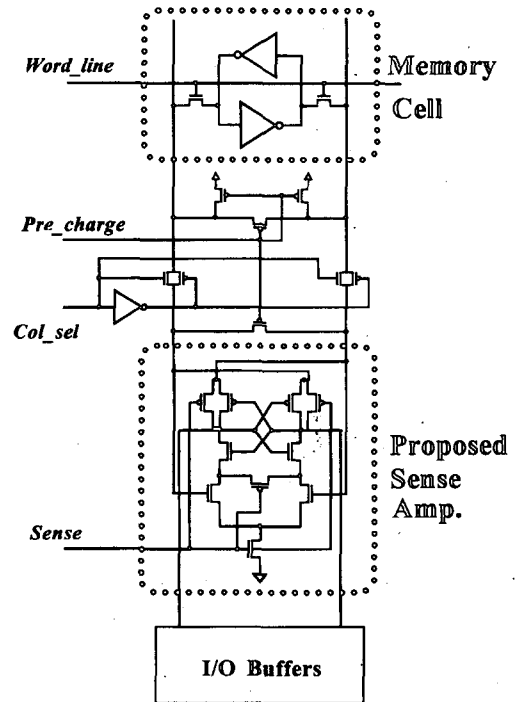 Word_line
Memory
Cell
Pre_charge
Col_sel
Proposed
Sense
Amp.
Sense
I/O Buffers